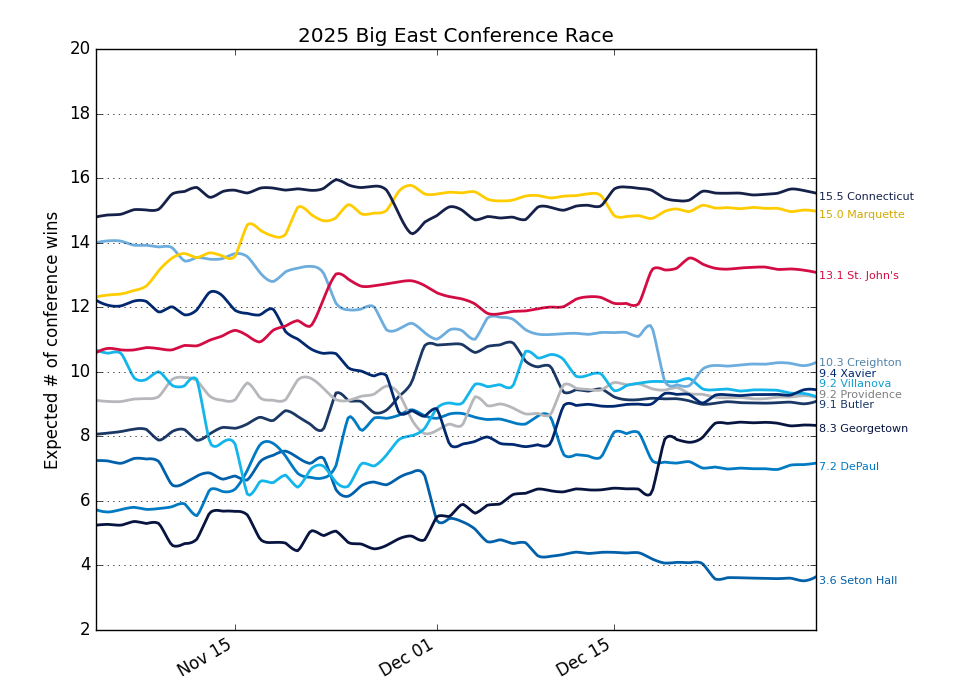 2025 Big East Conference Race
Expected # of conference wins
20
18
16
14
12
10
8
6
4
2
Nov 15
Dec 01
Dec 15
15.5 Connecticut
15.0 Marquette
13.1 St. John's
10.3 Creighton
9.4 Xavier
9.2 Villanova
9.2 Providence
9.1 Butler
8.3 Georgetown
7.2 DePaul
3.6 Seton Hall